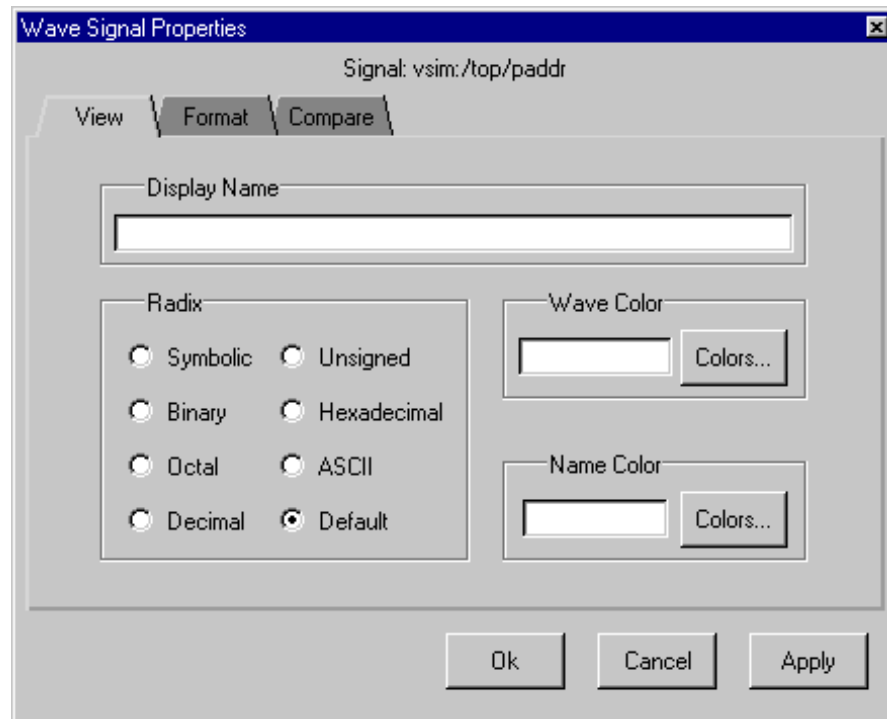 Wave Signal Properties
Signal: vsim:/top/paddr
View Format Compare
Display Name
Radix
Symbolic Unsigned
Binary Hexadecimal
Octal ASCII
Decimal Default
Wave Color
Colors...
Name Color
Colors...
Ok Cancel Apply